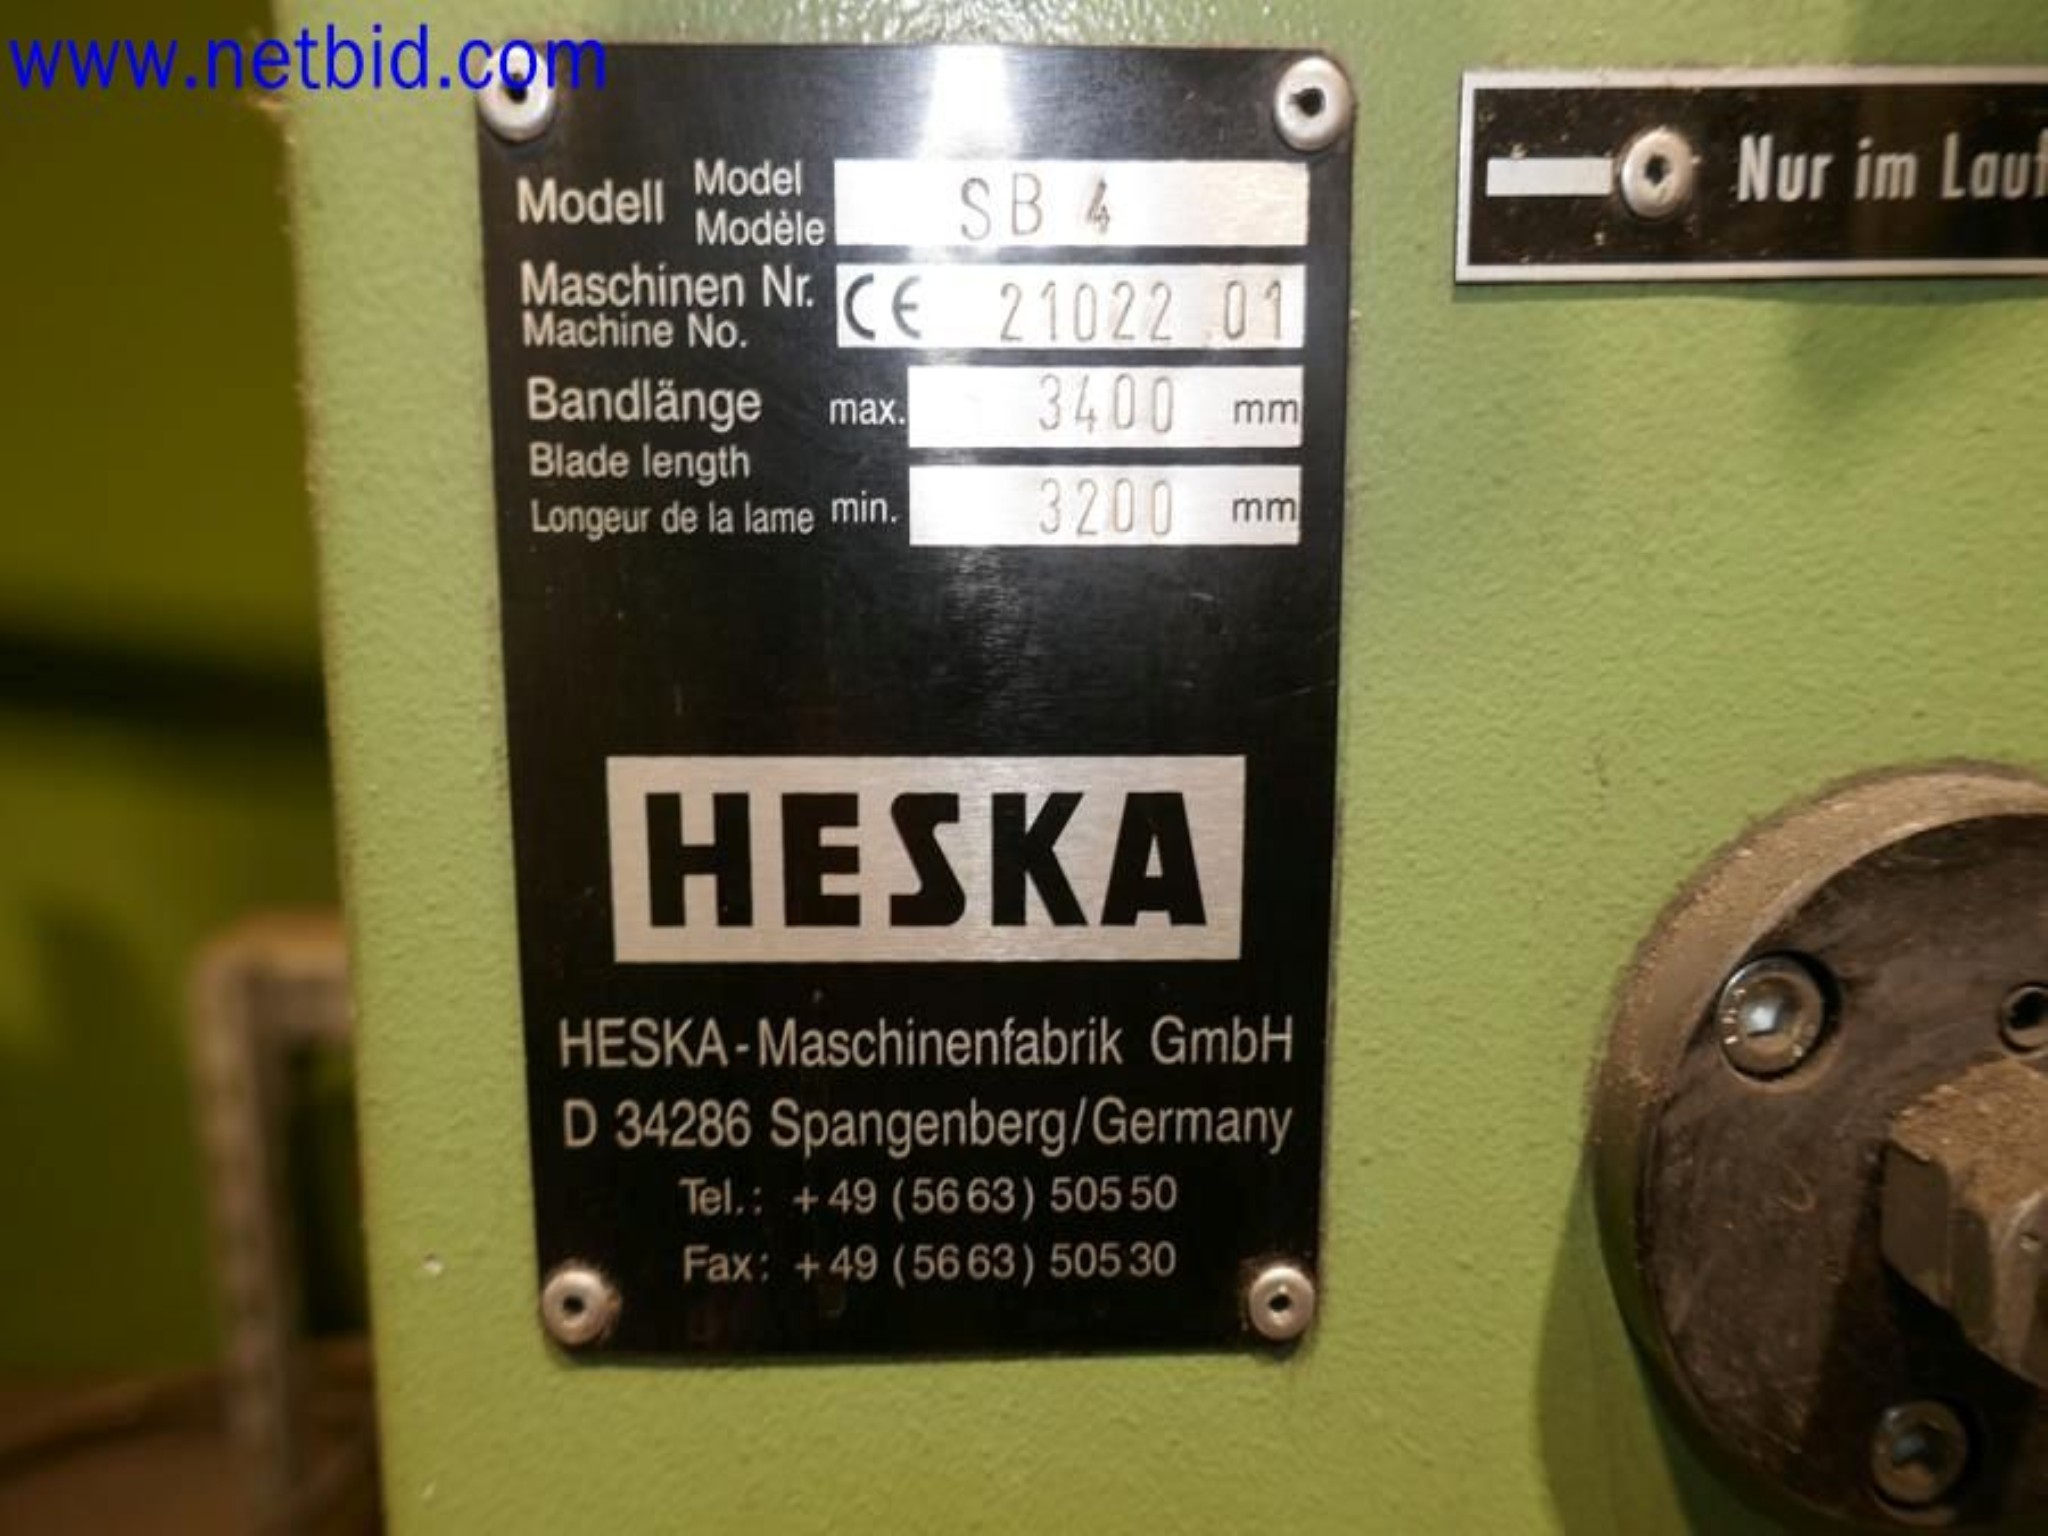 www.netbid.com
Modell Model Modèle SB 4
Maschinen Nr. Machine No. CE 21022 01
Bandlänge max. 3400 mm
Blade length
Longeur de la lame min. 3200 mm
HESKA
HESKA-Maschinenfabrik GmbH
D 34286 Spangenberg/Germany
Tel.: +49 (5663) 50550
Fax: +49 (5663) 50530
Nur im Lauf